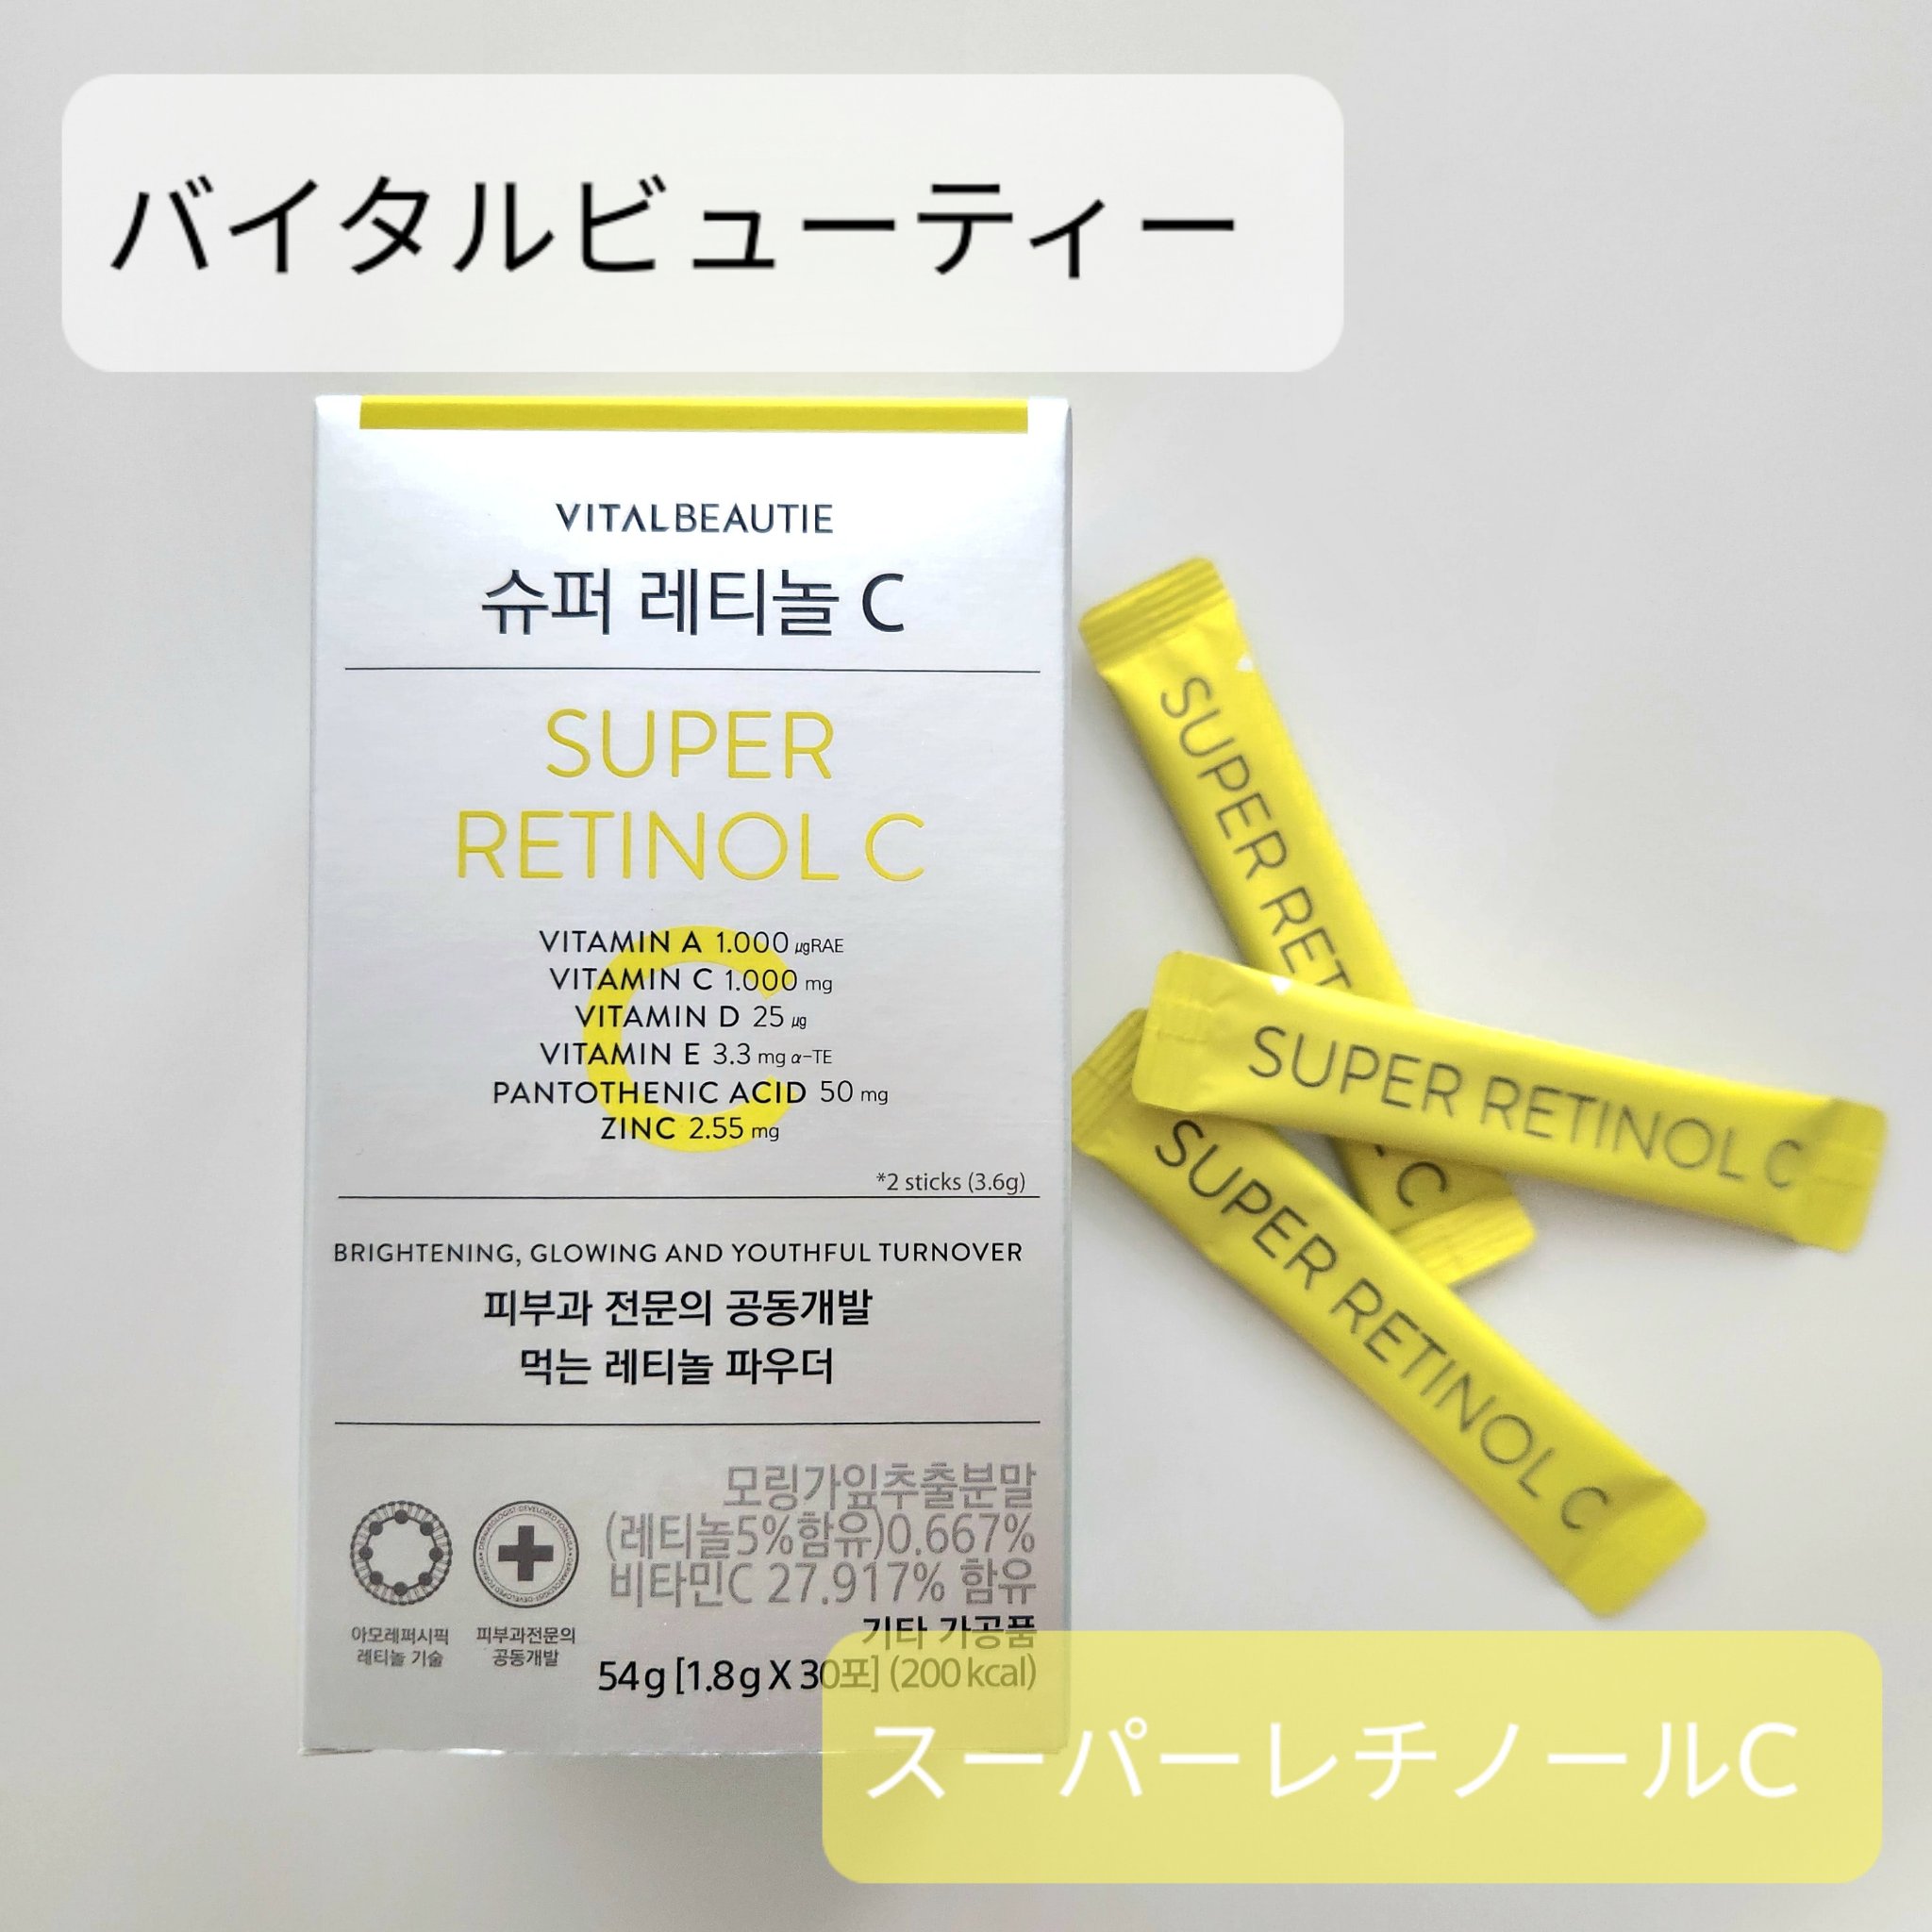 バイタルビューティー
VITALBEAUTIE
슈퍼 레티놀 C
SUPER
RETINOL C
C
VITAMIN A 1.000 μgRAE
VITAMIN C 1.000 mg
VITAMIN D 25 μg
VITAMIN E 3.3 mg α-TE
PANTOTHENIC ACID 50 mg
ZINC 2.55 mg
*2 sticks (3.6g)
BRIGHTENING, GLOWING AND YOUTHFUL TURNOVER
피부과 전문의 공동개발
먹는 레티놀 파우더
모링가잎추출분말
(레티놀5%함유)0.667%
비타민C 27.917% 함유
기타 가공품
54g [1.8g X 30포] (200 kcal)
아모레퍼시픽
레티놀 기술
피부과전문의
공동개발
SUPER RET C
SUPER RETINOL C
SUPER RETINOL C
スーパーレチノールC